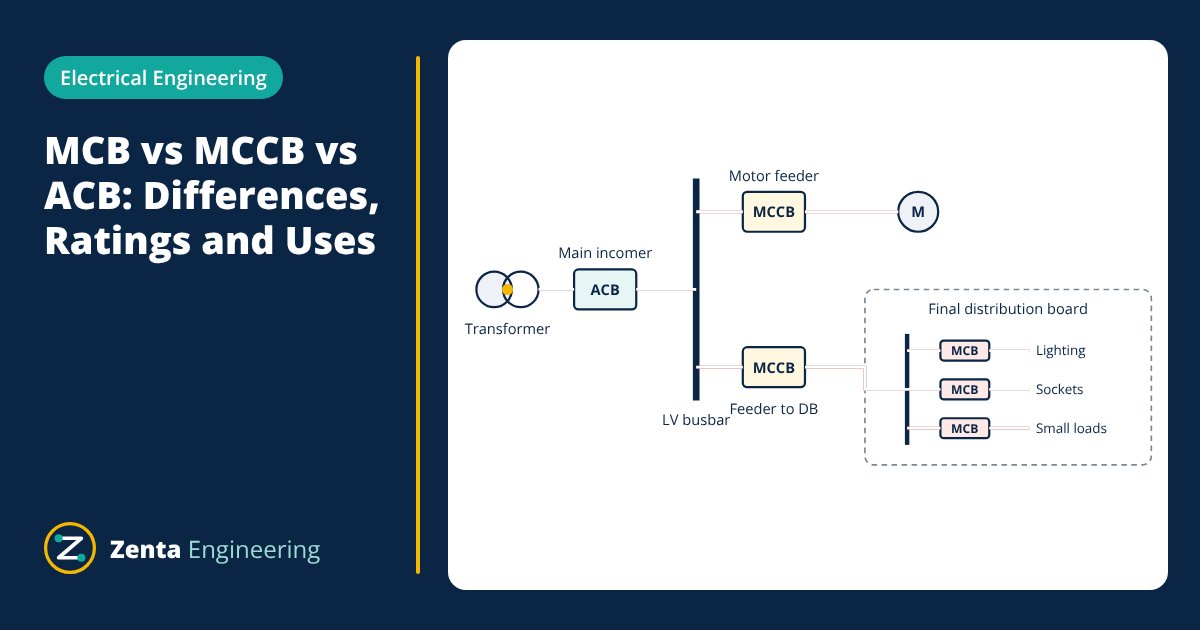 Electrical Engineering
MCB vs MCCB vs
ACB: Differences,
Ratings and Uses
Zenta Engineering
Transformer
Main incomer
ACB
LV busbar
Motor feeder
MCCB
M
MCCB
Feeder to DB
Final distribution board
MCB
Lighting
MCB
Sockets
MCB
Small loads